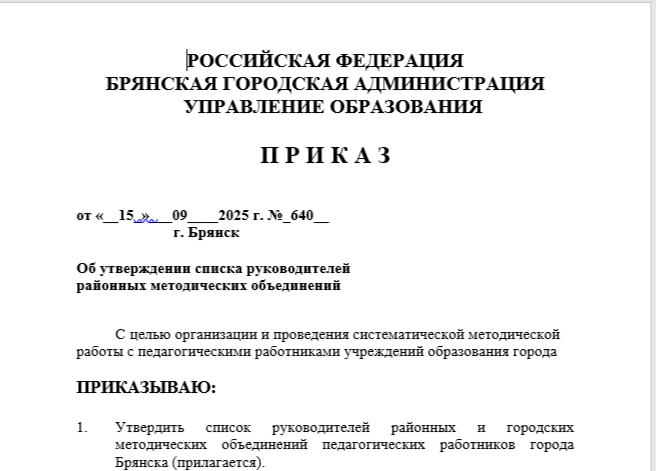 РОССИЙСКАЯ ФЕДЕРАЦИЯ
БРЯНСКАЯ ГОРОДСКАЯ АДМИНИСТРАЦИЯ
УПРАВЛЕНИЕ ОБРАЗОВАНИЯ
П Р И К А З
от «__15_»___09____2025 г. №_640__
г. Брянск
Об утверждении списка руководителей
районных методических объединений
С целью организации и проведения систематической методической
работы с педагогическими работниками учреждений образования города
ПРИКАЗЫВАЮ:
1. Утвердить список руководителей районных и городских
методических объединений педагогических работников города
Брянска (прилагается).